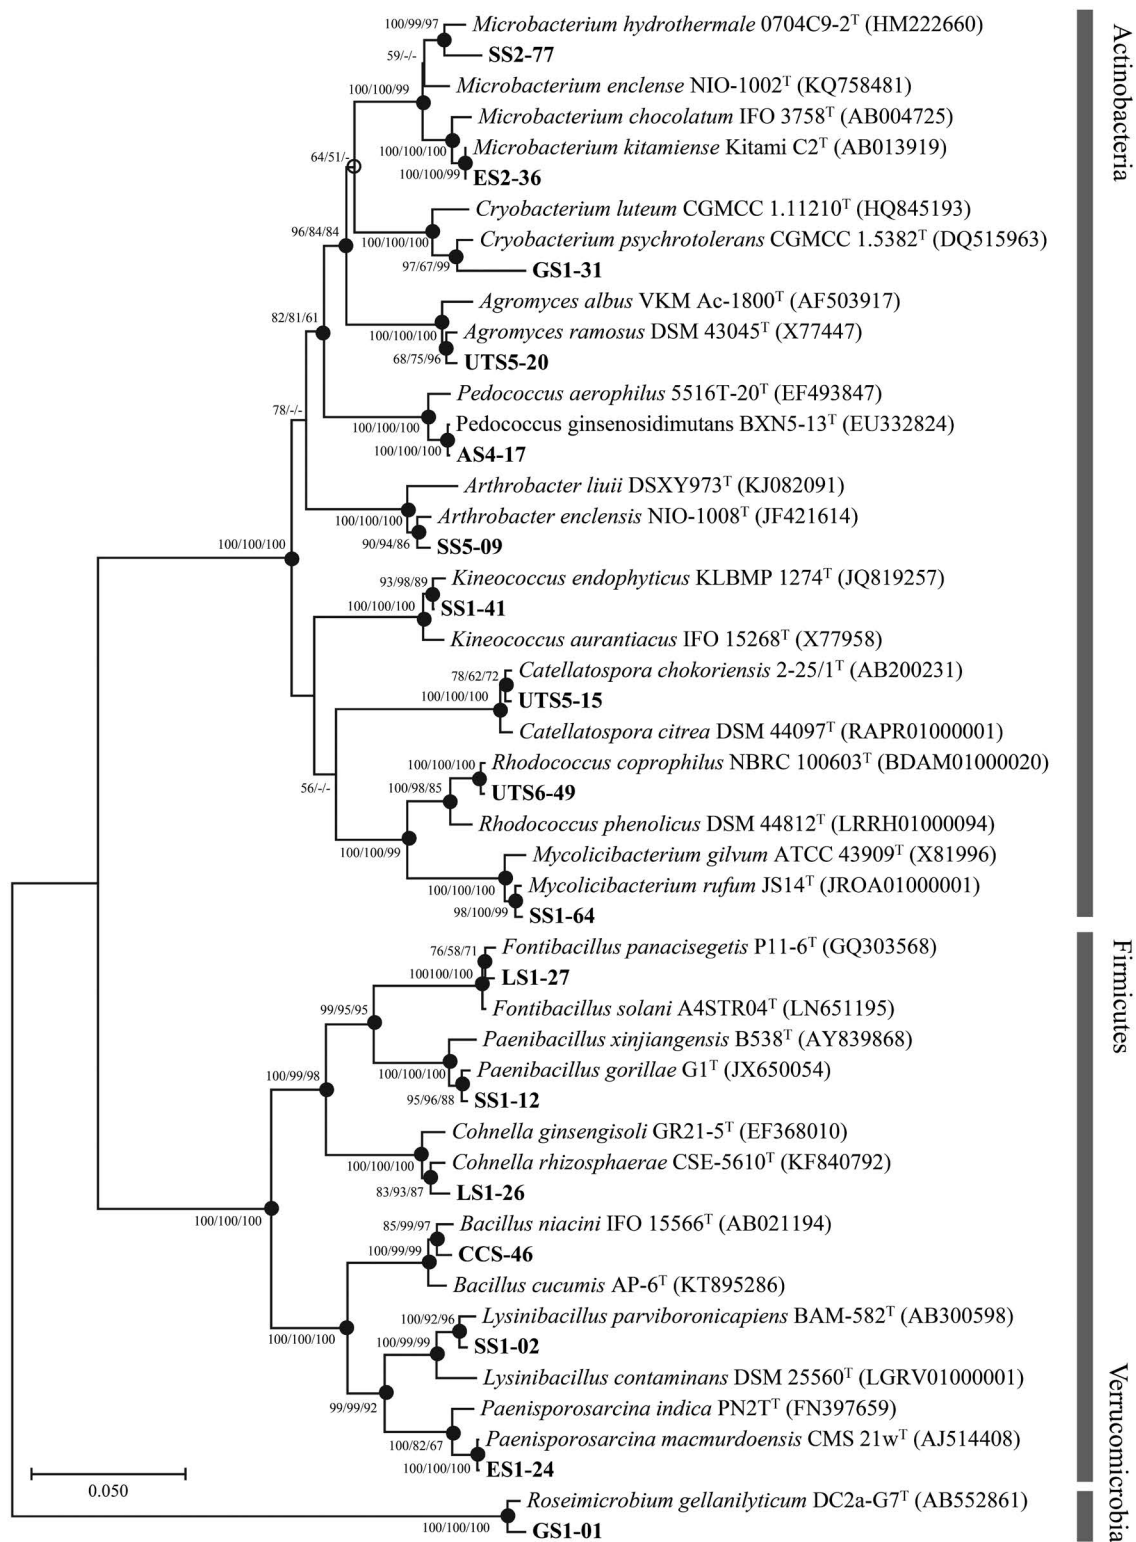 100/99/97
Microbacterium hydrothermale 0704C9-2ᵀ (HM222660)
SS2-77
59/-/-
Microbacterium enclense NIO-1002ᵀ (KQ758481)
100/100/99
Microbacterium chocolatum IFO 3758ᵀ (AB004725)
100/100/100
Microbacterium kitamiense Kitami C2ᵀ (AB013919)
100/100/99
ES2-36
64/51/-
Cryobacterium luteum CGMCC 1.11210ᵀ (HQ845193)
96/84/84
100/100/100
Cryobacterium psychrotolerans CGMCC 1.5382ᵀ (DQ515963)
97/67/99
GS1-31
Agromyces albus VKM Ac-1800ᵀ (AF503917)
82/81/61
100/100/100
Agromyces ramosus DSM 43045ᵀ (X77447)
68/75/96
UTS5-20
Pedococcus aerophilus 5516T-20ᵀ (EF493847)
78/-/-
100/100/100
Pedococcus ginsenosidimutans BXN5-13ᵀ (EU332824)
100/100/100
AS4-17
Arthrobacter liuii DSXY973ᵀ (KJ082091)
100/100/100
Arthrobacter enclensis NIO-1008ᵀ (JF421614)
90/94/86
SS5-09
100/100/100
Kineococcus endophyticus KLBMP 1274ᵀ (JQ819257)
93/98/89
SS1-41
100/100/100
Kineococcus aurantiacus IFO 15268ᵀ (X77958)
Catellatospora chokoriensis 2-25/1ᵀ (AB200231)
78/62/72
UTS5-15
100/100/100
Catellatospora citrea DSM 44097ᵀ (RAPR01000001)
Rhodococcus coprophilus NBRC 100603ᵀ (BDAM01000020)
100/100/100
56/-/-
UTS6-49
100/98/85
Rhodococcus phenolicus DSM 44812ᵀ (LRRH01000094)
100/100/99
Mycolicibacterium gilvum ATCC 43909ᵀ (X81996)
100/100/100
Mycolicibacterium rufum JS14ᵀ (JROA01000001)
98/100/99
SS1-64
Actinobacteria
Fontibacillus panacisegetis P11-6ᵀ (GQ303568)
76/58/71
LS1-27
100100/100
Fontibacillus solani A4STR04ᵀ (LN651195)
99/95/95
Paenibacillus xinjiangensis B538ᵀ (AY839868)
100/100/100
Paenibacillus gorillae G1ᵀ (JX650054)
100/99/98
95/96/88
SS1-12
Cohnella ginsengisoli GR21-5ᵀ (EF368010)
100/100/100
Cohnella rhizosphaerae CSE-5610ᵀ (KF840792)
83/93/87
LS1-26
100/100/100
Bacillus niacini IFO 15566ᵀ (AB021194)
85/99/97
CCS-46
100/99/99
Bacillus cucumis AP-6ᵀ (KT895286)
Lysinibacillus parviboronicapiens BAM-582ᵀ (AB300598)
100/92/96
100/100/100
SS1-02
100/99/99
Lysinibacillus contaminans DSM 25560ᵀ (LGRV01000001)
99/99/92
Paenisporosarcina indica PN2Tᵀ (FN397659)
100/82/67
Paenisporosarcina macmurdoensis CMS 21wᵀ (AJ514408)
100/100/100
ES1-24
Firmicutes
0.050
Roseimicrobium gellanilyticum DC2a-G7ᵀ (AB552861)
100/100/100
GS1-01
Verrucomicrobia